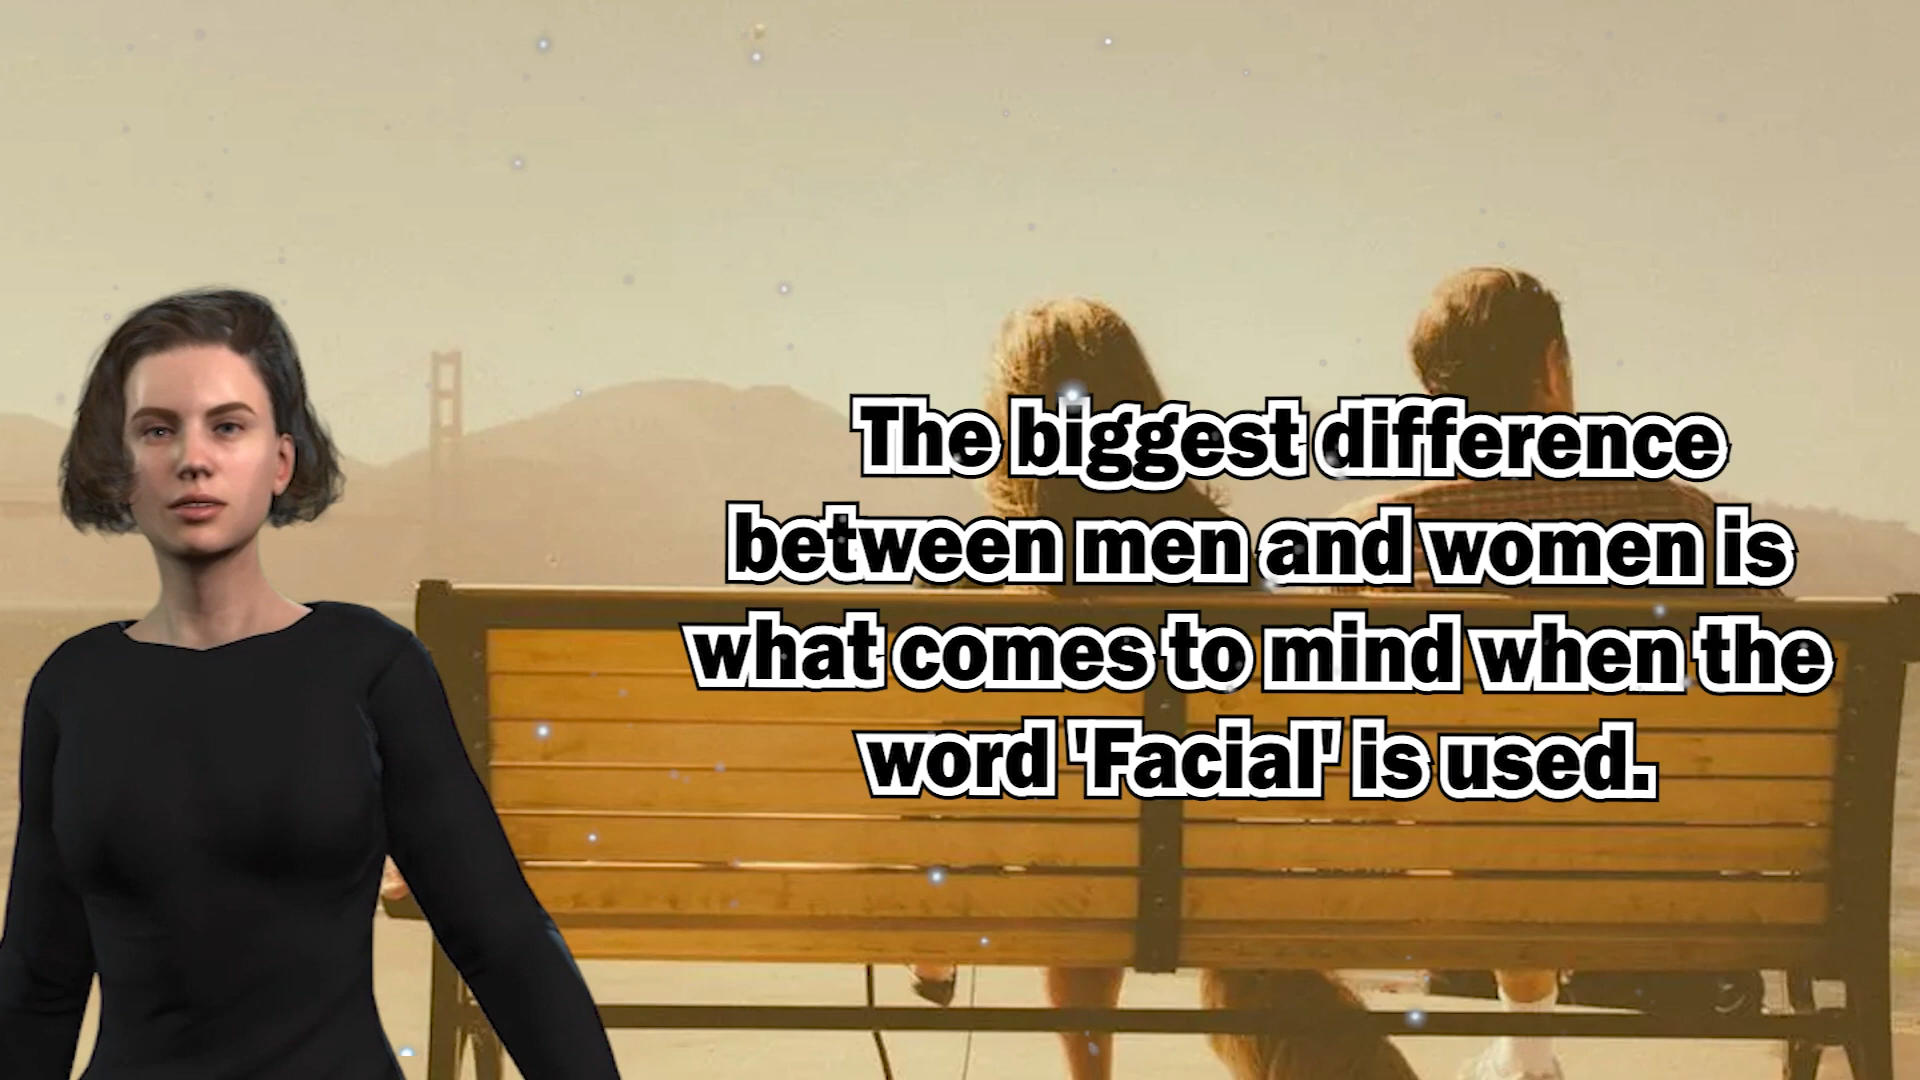 The biggest difference
between men and women is
what comes to mind when the
word 'Facial' is used.